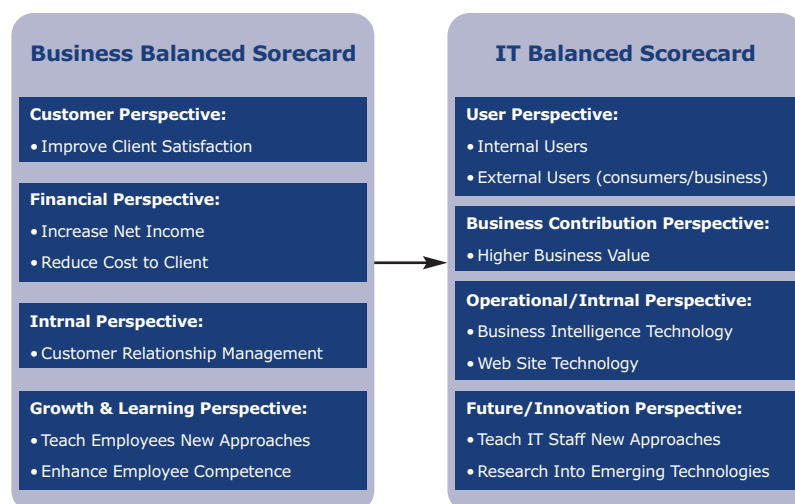 Business Balanced Sorecard
Customer Perspective:
• Improve Client Satisfaction
Financial Perspective:
• Increase Net Income
• Reduce Cost to Client
Intrnal Perspective:
• Customer Relationship Management
Growth & Learning Perspective:
• Teach Employees New Approaches
• Enhance Employee Competence
IT Balanced Scorecard
User Perspective:
• Internal Users
• External Users (consumers/business)
Business Contribution Perspective:
• Higher Business Value
Operational/Intrnal Perspective:
• Business Intelligence Technology
• Web Site Technology
Future/Innovation Perspective:
• Teach IT Staff New Approaches
• Research Into Emerging Technologies